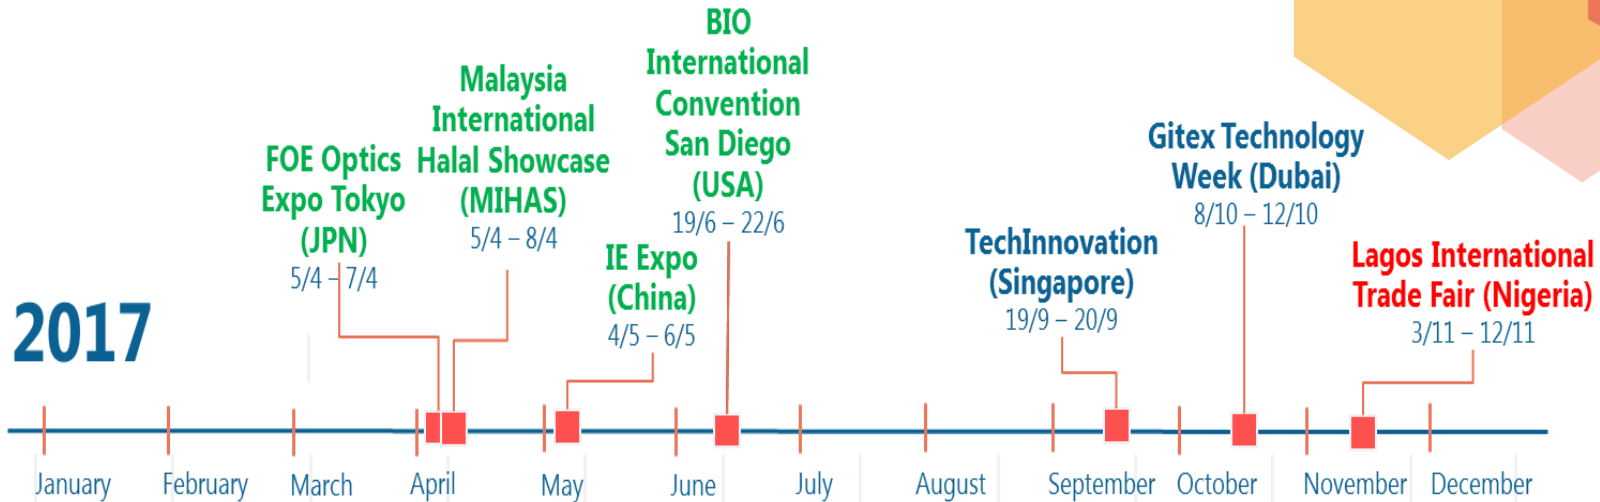 2017
FOE Optics
Expo Tokyo
(JPN)
5/4 – 7/4
Malaysia
International
Halal Showcase
(MIHAS)
5/4 – 8/4
IE Expo
(China)
4/5 – 6/5
BIO
International
Convention
San Diego
(USA)
19/6 – 22/6
TechInnovation
(Singapore)
19/9 – 20/9
Gitex Technology
Week (Dubai)
8/10 – 12/10
Lagos International
Trade Fair (Nigeria)
3/11 – 12/11
January February March April May June July August September October November December